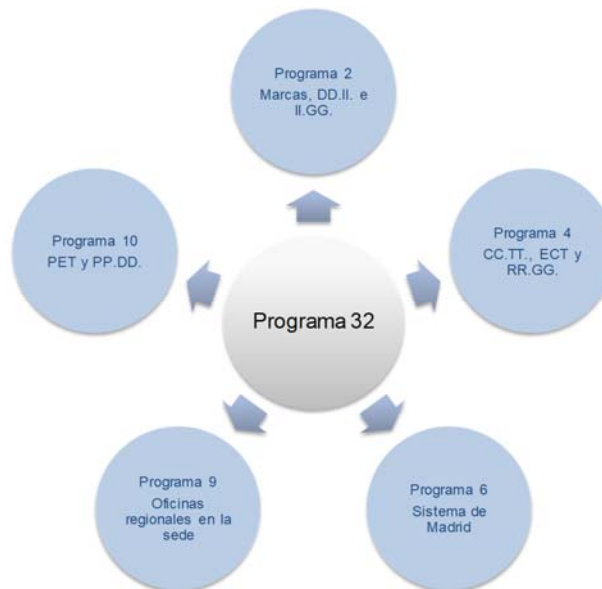 Programa 2
Marcas, DD.II. e
II.GG.
Programa 10
PET y PP.DD.
Programa 4
CC.TT., ECT y
RR.GG.
Programa 32
Programa 9
Oficinas
regionales en la
sede
Programa 6
Sistema de
Madrid